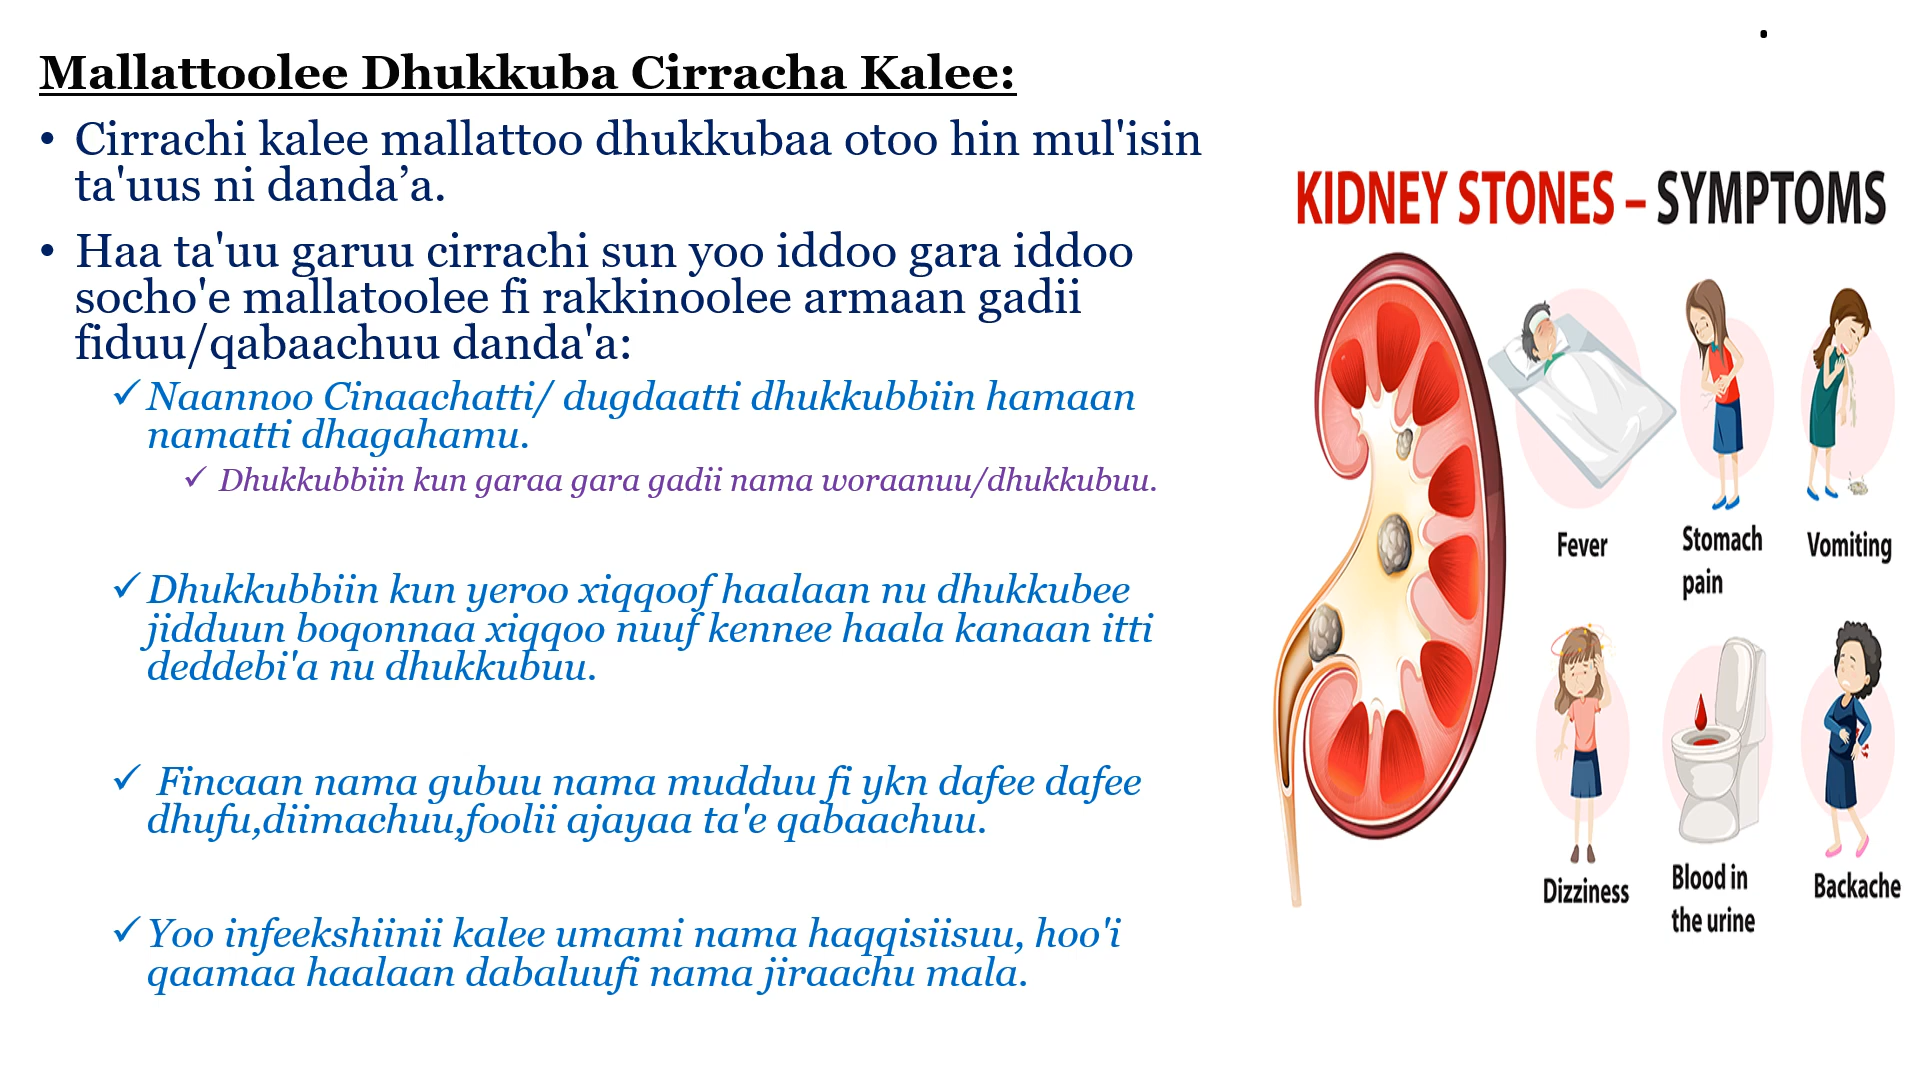 Mallattoolee Dhukkuba Cirracha Kalee:
• Cirrachi kalee mallattoo dhukkubaa otoo hin mul'isin
ta'uus ni danda’a.
• Haa ta'uu garuu cirrachi sun yoo iddoo gara iddoo
socho'e mallatoolee fi rakkinoolee armaan gadii
fiduu/qabaachuu danda'a:
✓ Naannoo Cinaachatti/ dugdaatti dhukkubbiin hamaan
namatti dhagahamu.
✓ Dhukkubbiin kun garaa gara gadii nama woraanuu/dhukkubuu.
✓ Dhukkubbiin kun yeroo xiqqoof haalaan nu dhukkubee
jidduun boqonnaa xiqqoo nuuf kennee haala kanaan itti
deddebi'a nu dhukkubuu.
✓ Fincaan nama gubuu nama mudduu fi ykn dafee dafee
dhufu,diimachuu,foolii ajayaa ta'e qabaachuu.
✓ Yoo infeekshiinii kalee umami nama haqqisiisuu, hoo'i
qaamaa haalaan dabaluufi nama jiraachu mala.
KIDNEY STONES – SYMPTOMS
Fever
Stomach
pain
Vomiting
Dizziness
Blood in
the urine
Backache